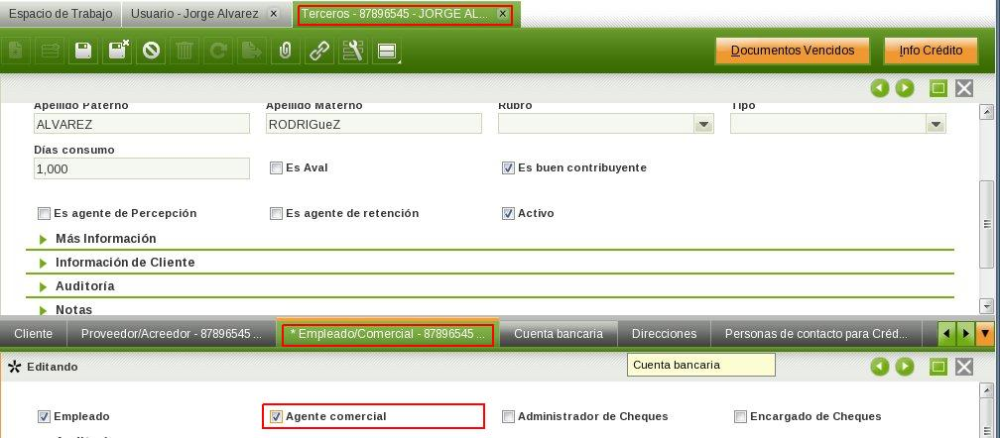 Espacio de Trabajo Usuario - Jorge Alvarez x Terceros - 87896545 - JORGE AL... x
Documentos Vencidos Info Crédito
Apellido Paterno Apellido Materno Rubro Tipo
ALVAREZ RODRIGueZ
Días consumo
1,000 Es Aval Es buen contribuyente
Es agente de Percepción Es agente de retención Activo
Más Información
Información de Cliente
Auditoría
Notas
Cliente Proveedor/Acreedor - 87896545 ... * Empleado/Comercial - 87896545 ... Cuenta bancaria Direcciones Personas de contacto para Créd...
Editando Cuenta bancaria
Empleado Agente comercial Administrador de Cheques Encargado de Cheques